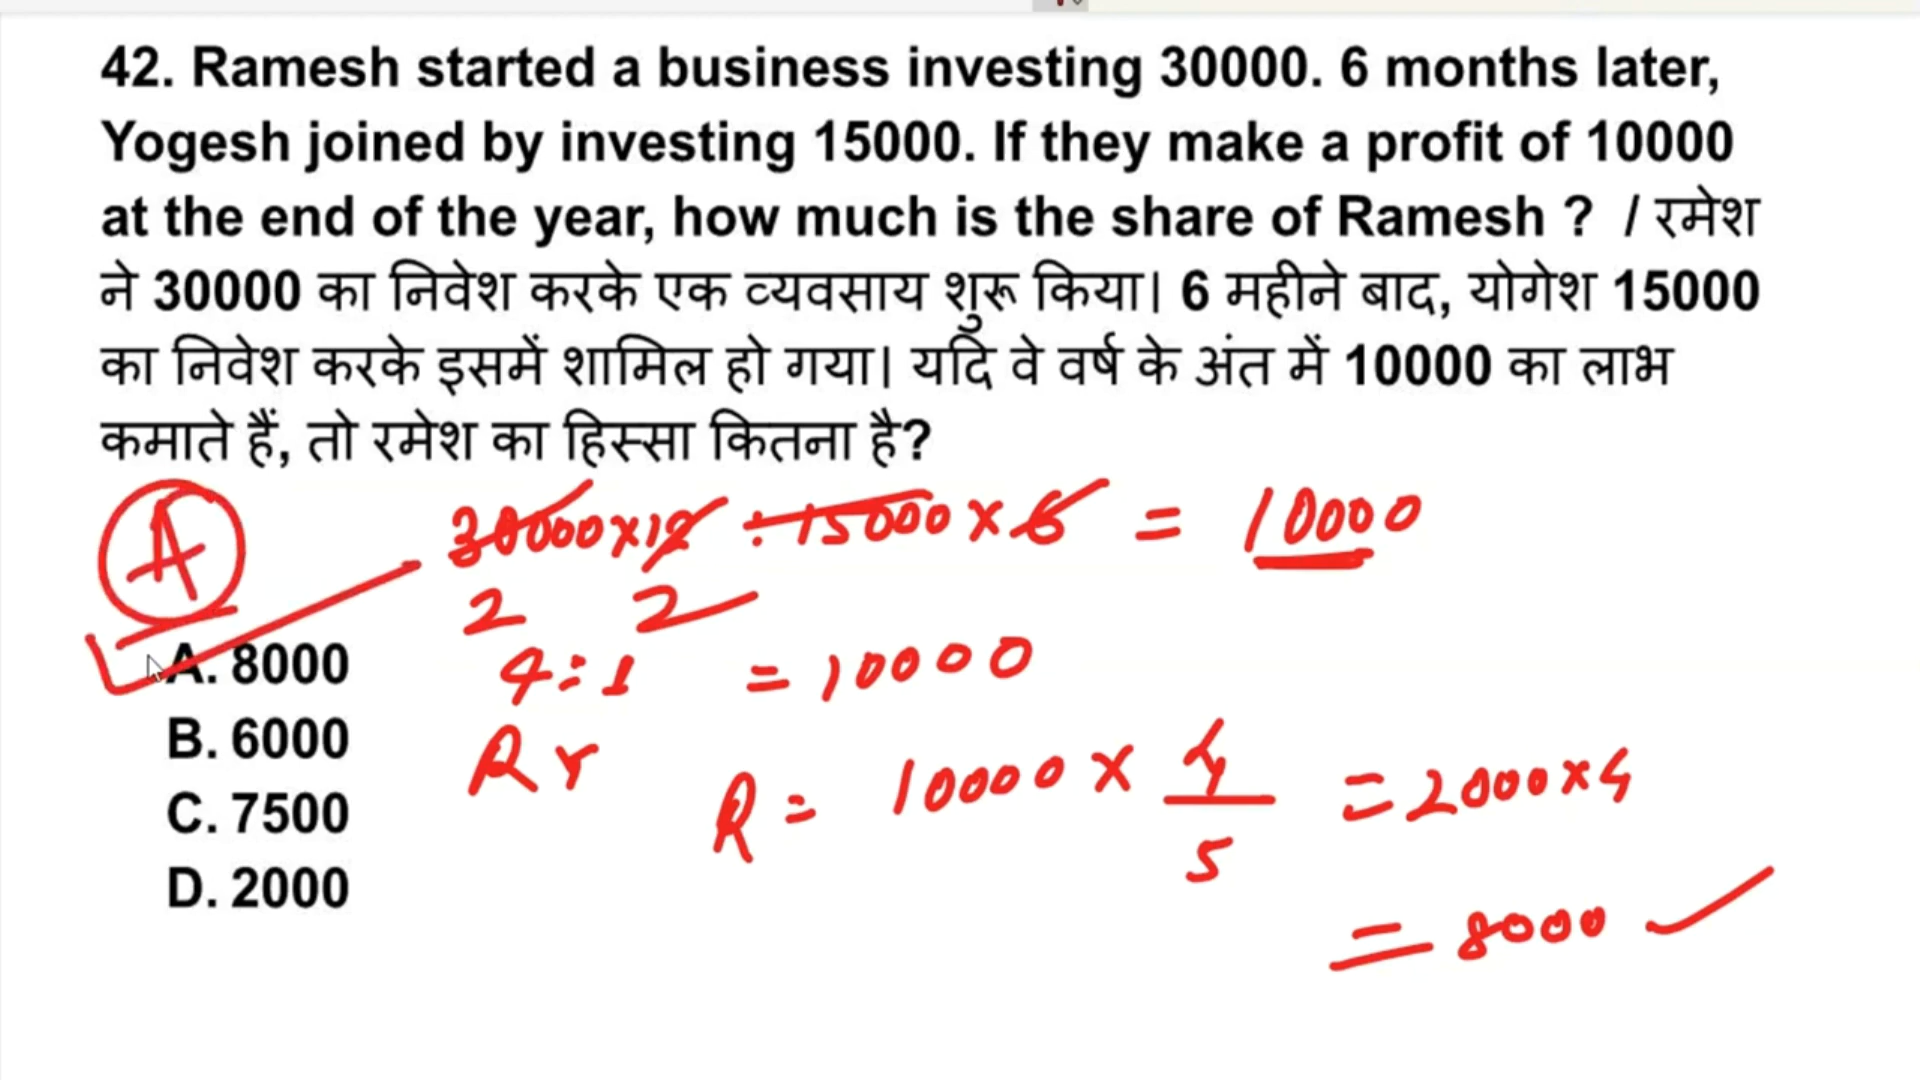 42. Ramesh started a business investing 30000. 6 months later,
Yogesh joined by investing 15000. If they make a profit of 10000
at the end of the year, how much is the share of Ramesh ? / रमेश
ने 30000 का निवेश करके एक व्यवसाय शुरू किया। 6 महीने बाद, योगेश 15000
का निवेश करके इसमें शामिल हो गया। यदि वे वर्ष के अंत में 10000 का लाभ
कमाते हैं, तो रमेश का हिस्सा कितना है?
A
30000 x 12 : 15000 x 6 = 10000
2 2
A. 8000
4 : 1 = 10000
B. 6000
R Y
R = 10000 x 4/5 = 2000 x 4
C. 7500
D. 2000
= 8000